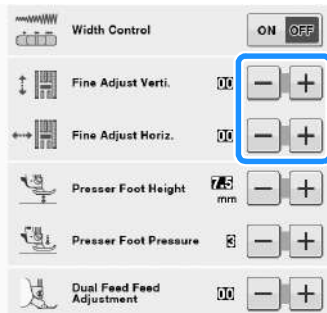 Width Control ON OFF
Fine Adjust Verti. 00 − +
Fine Adjust Horiz. 00 − +
Presser Foot Height 7.5 mm − +
Presser Foot Pressure 3 − +
Dual Feed Feed
Adjustment 00 − +